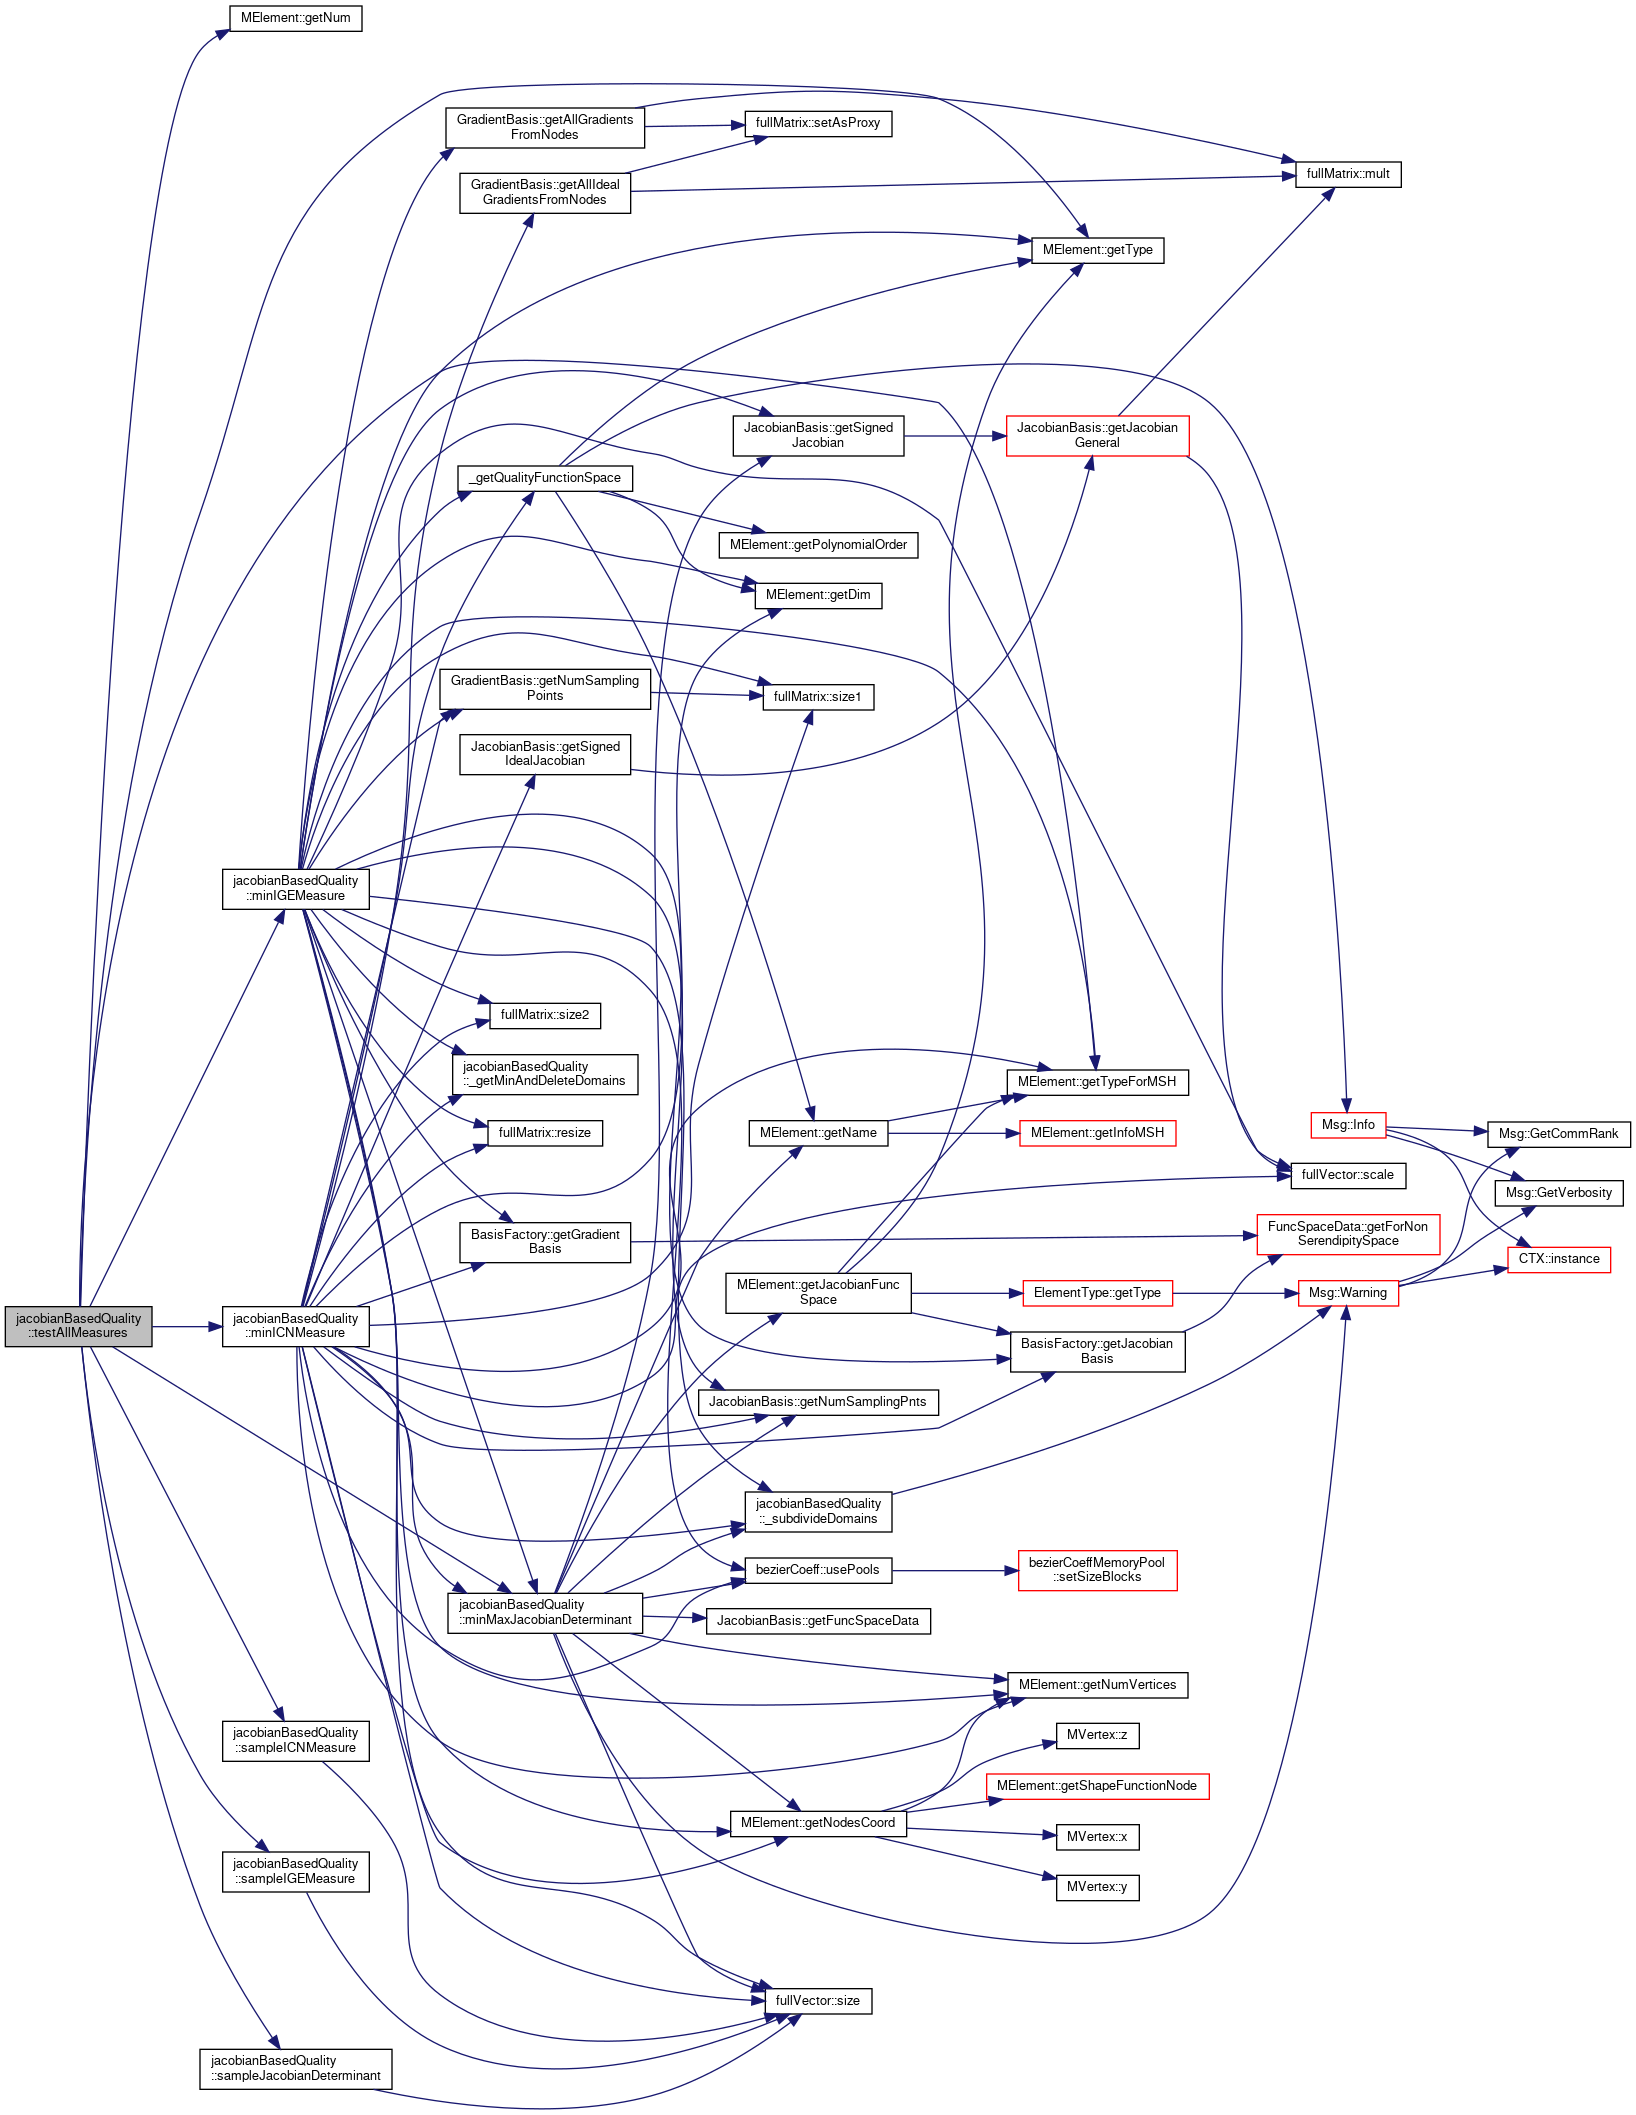 MElement::getNum
GradientBasis::getAllGradients
FromNodes
fullMatrix::setAsProxy
GradientBasis::getAllIdeal
GradientsFromNodes
fullMatrix::mult
MElement::getType
JacobianBasis::getSigned
Jacobian
JacobianBasis::getJacobian
General
_getQualityFunctionSpace
MElement::getPolynomialOrder
MElement::getDim
GradientBasis::getNumSampling
Points
fullMatrix::size1
JacobianBasis::getSigned
IdealJacobian
jacobianBasedQuality
::minIGEMeasure
fullMatrix::size2
jacobianBasedQuality
::_getMinAndDeleteDomains
MElement::getTypeForMSH
fullMatrix::resize
MElement::getName
MElement::getInfoMSH
Msg::Info
Msg::GetCommRank
fullVector::scale
Msg::GetVerbosity
BasisFactory::getGradient
Basis
FuncSpaceData::getForNon
SerendipitySpace
CTX::instance
MElement::getJacobianFunc
Space
ElementType::getType
Msg::Warning
jacobianBasedQuality
::testAllMeasures
jacobianBasedQuality
::minICNMeasure
BasisFactory::getJacobian
Basis
JacobianBasis::getNumSamplingPnts
jacobianBasedQuality
::_subdivideDomains
bezierCoeff::usePools
bezierCoeffMemoryPool
::setSizeBlocks
jacobianBasedQuality
::minMaxJacobianDeterminant
JacobianBasis::getFuncSpaceData
MElement::getNumVertices
jacobianBasedQuality
::sampleICNMeasure
MVertex::z
MElement::getShapeFunctionNode
MElement::getNodesCoord
MVertex::x
jacobianBasedQuality
::sampleIGEMeasure
MVertex::y
fullVector::size
jacobianBasedQuality
::sampleJacobianDeterminant